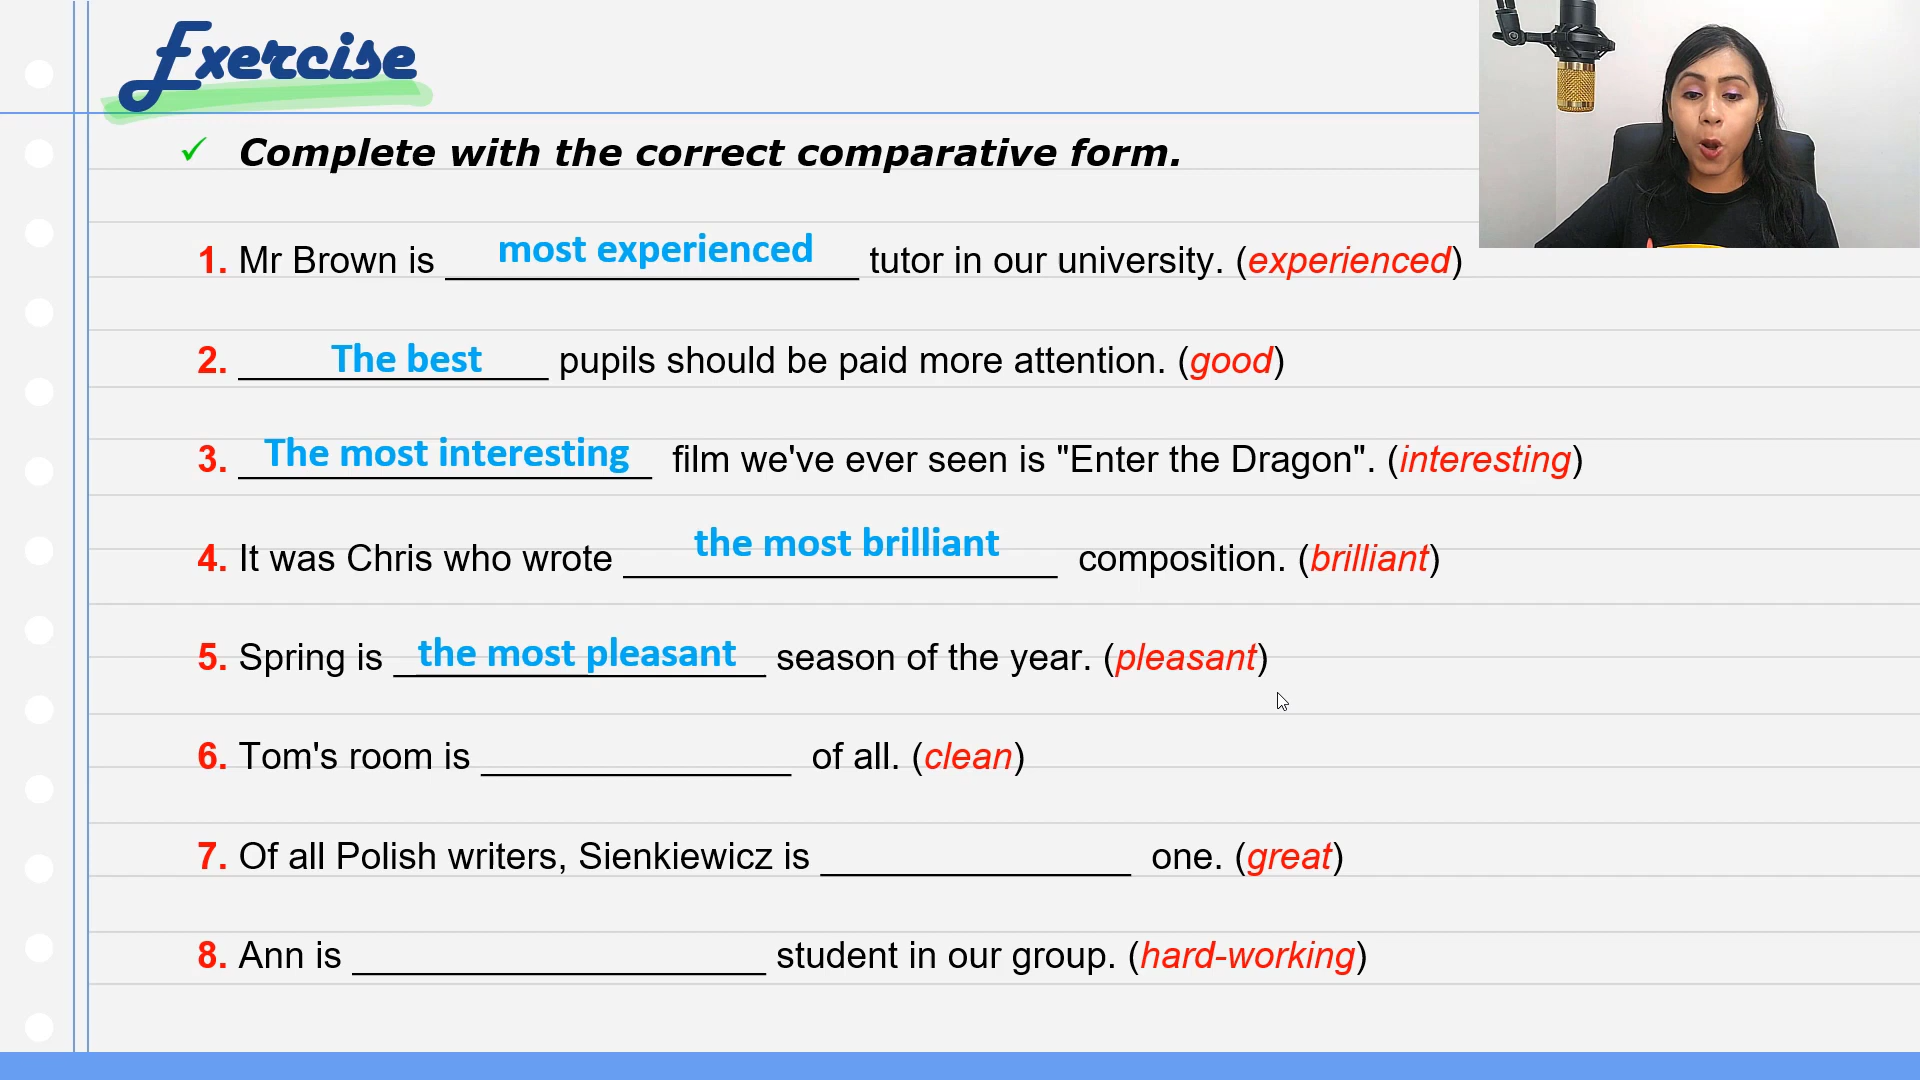 Exercise
✓ Complete with the correct comparative form.
1. Mr Brown is most experienced tutor in our university. (experienced)
2. The best pupils should be paid more attention. (good)
3. The most interesting film we've ever seen is "Enter the Dragon". (interesting)
4. It was Chris who wrote the most brilliant composition. (brilliant)
5. Spring is the most pleasant season of the year. (pleasant)
6. Tom's room is _______________ of all. (clean)
7. Of all Polish writers, Sienkiewicz is _______________ one. (great)
8. Ann is ____________________ student in our group. (hard-working)